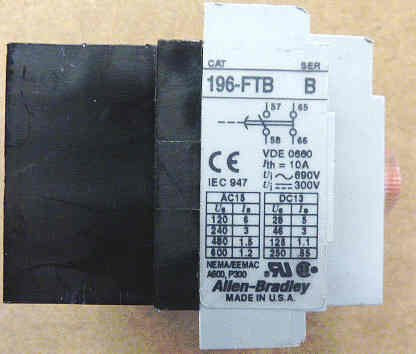 CAT SER
196-FTB B
57 65
58 66
CE
IEC 947
VDE 0660
Ith = 10A
Ui ~ 690V
Ui ⎓ 300V
AC15 DC13
Ue Ie Ue Ie
120 6 28 5
240 3 46 3
480 1.5 125 1.1
600 1.2 250 .55
NEMA/EEMAC
A600, P300
Allen-Bradley
MADE IN U.S.A.